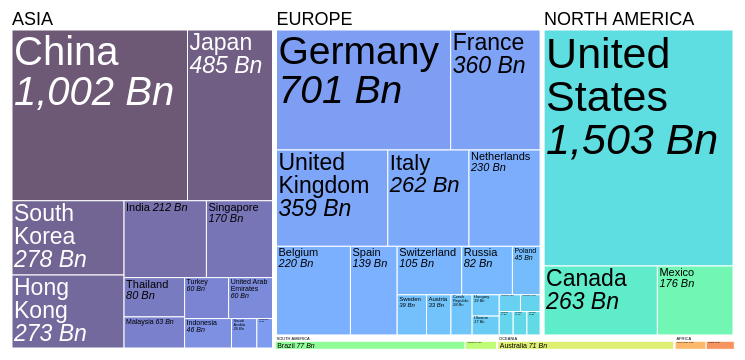 ASIA
China
1,002 Bn
Japan
485 Bn
South
Korea
278 Bn
Hong
Kong
273 Bn
India 212 Bn
Singapore
170 Bn
Thailand
80 Bn
Malaysia 63 Bn
Turkey
60 Bn
United Arab
Emirates
60 Bn
Indonesia
46 Bn
EUROPE
Germany
701 Bn
France
360 Bn
United
Kingdom
359 Bn
Italy
262 Bn
Netherlands
230 Bn
Belgium
220 Bn
Spain
139 Bn
Switzerland
105 Bn
Russia
82 Bn
Poland
45 Bn
Sweden
39 Bn
Austria
33 Bn
Czech
Republic
Hungary
Ukraine
NORTH AMERICA
United
States
1,503 Bn
Canada
263 Bn
Mexico
176 Bn
SOUTH AMERICA
Brazil 77 Bn
OCEANIA
Australia 71 Bn
AFRICA